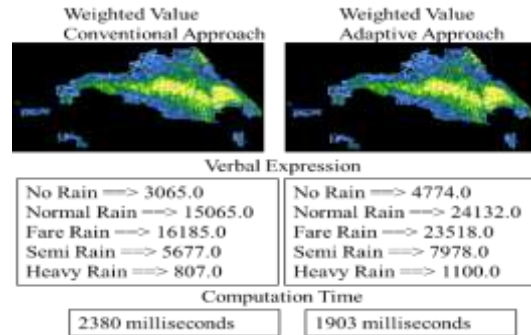 Weighted Value
Conventional Approach
Weighted Value
Adaptive Approach
Verbal Expression
No Rain ==> 3065.0
Normal Rain ==> 15065.0
Fare Rain ==> 16185.0
Semi Rain ==> 5677.0
Heavy Rain ==> 807.0
No Rain ==> 4774.0
Normal Rain ==> 24132.0
Fare Rain ==> 23518.0
Semi Rain ==> 7978.0
Heavy Rain ==> 1100.0
Computation Time
2380 milliseconds
1903 milliseconds